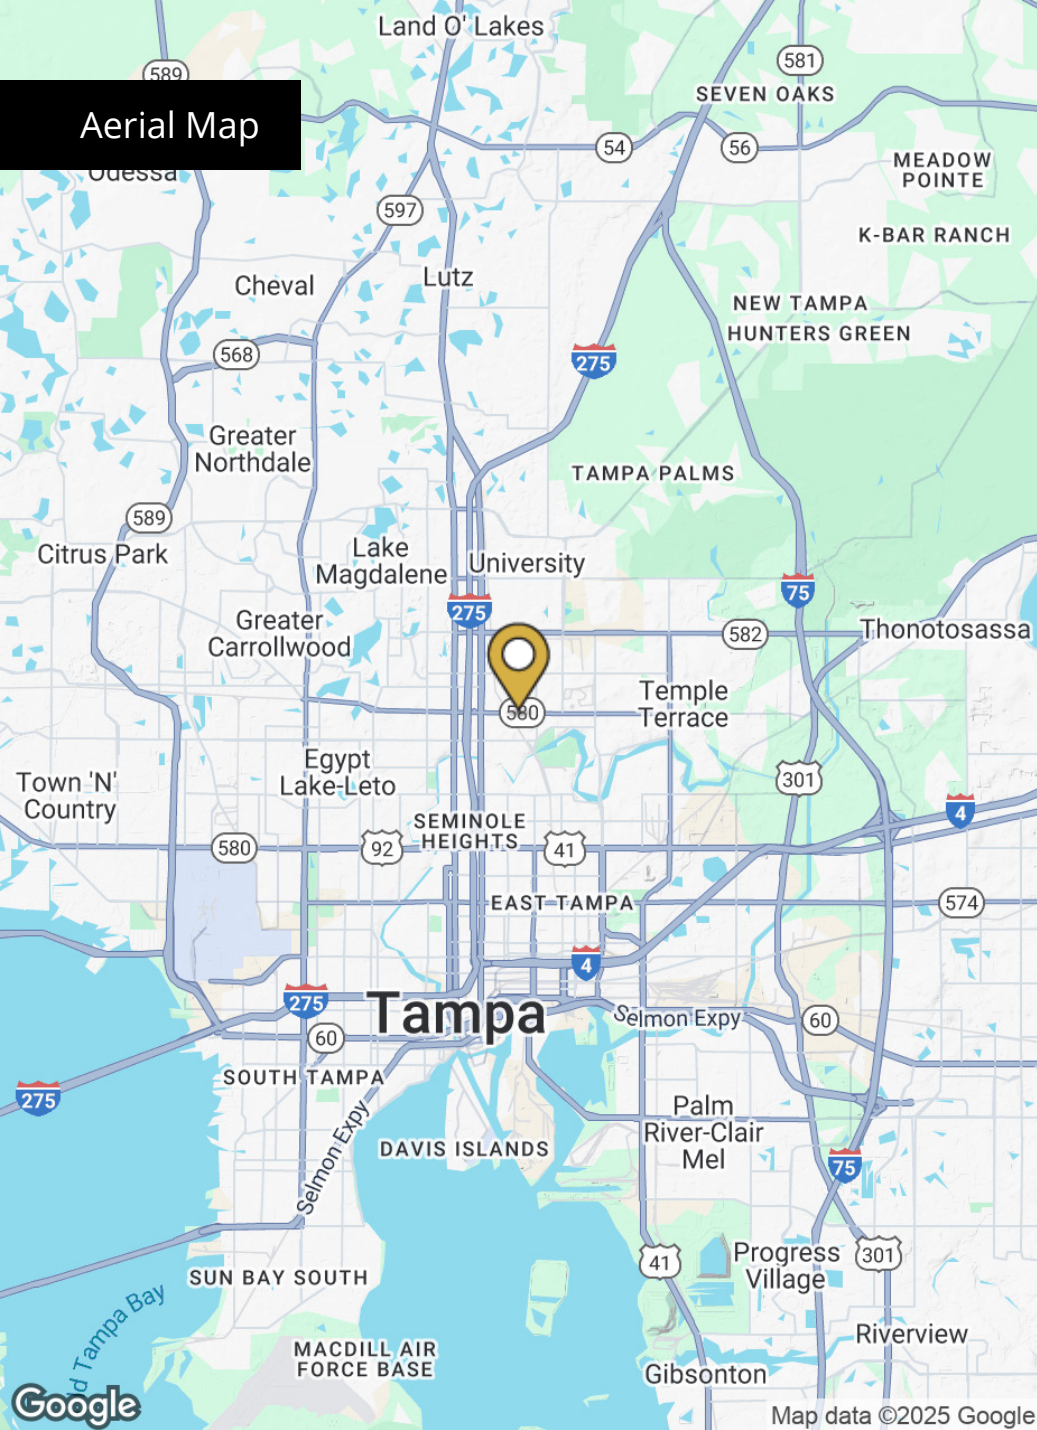 Land O' Lakes
581
589
SEVEN OAKS
Aerial Map
54
56
MEADOW
POINTE
Odessa
597
K-BAR RANCH
Cheval
Lutz
NEW TAMPA
HUNTERS GREEN
568
275
Greater
Northdale
TAMPA PALMS
589
Citrus Park
Lake
Magdalene
University
275
75
Greater
Carrollwood
582
Thonotosassa
Temple
Terrace
580
Egypt
Lake-Leto
Town 'N'
Country
301
4
SEMINOLE
HEIGHTS
580
92
41
EAST TAMPA
574
4
275
Tampa
Selmon Expy
60
60
SOUTH TAMPA
275
Palm
River-Clair
Mel
Selmon Expy
DAVIS ISLANDS
75
Progress
Village
41
301
SUN BAY SOUTH
d Tampa Bay
Riverview
MACDILL AIR
FORCE BASE
Gibsonton
Google
Map data ©2025 Google